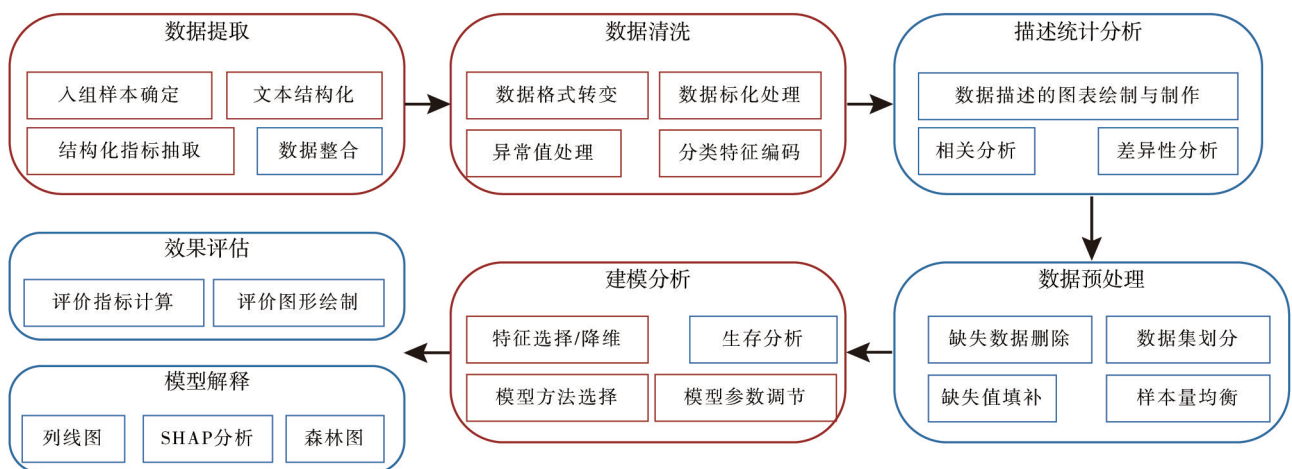 数据提取
入组样本确定
文本结构化
结构化指标抽取
数据整合
数据清洗
数据格式转变
数据标化处理
异常值处理
分类特征编码
描述统计分析
数据描述的图表绘制与制作
相关分析
差异性分析
数据预处理
缺失数据删除
数据集划分
缺失值填补
样本量均衡
建模分析
特征选择/降维
生存分析
模型方法选择
模型参数调节
效果评估
评价指标计算
评价图形绘制
模型解释
列线图
SHAP分析
森林图